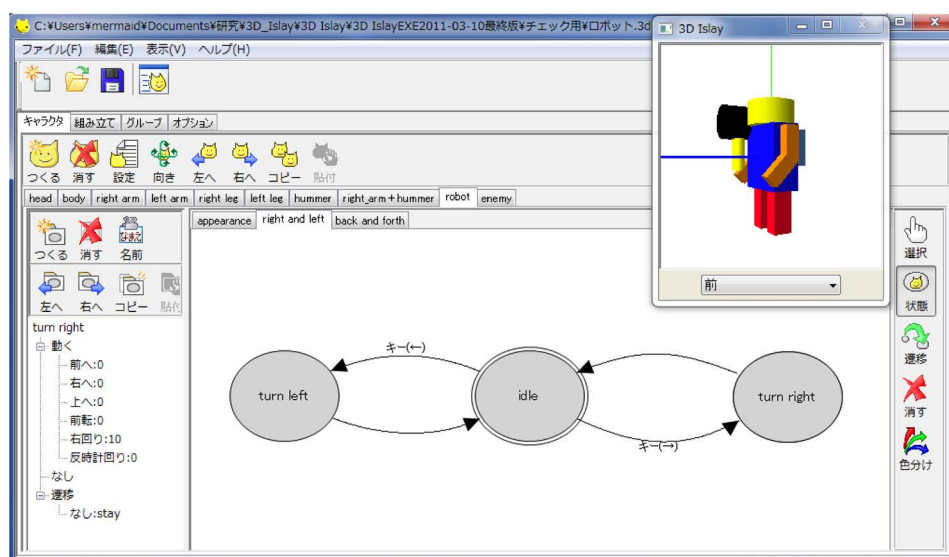 C:¥Users¥mermaid¥Documents¥研究¥3D_Islay¥3D Islay¥3D IslayEXE2011-03-10最終版¥チェック用¥ロボット.3d
3D Islay
ファイル(F) 編集(E) 表示(V) ヘルプ(H)
キャラクタ 組み立て グループ オプション
つくる 消す 設定 向き 左へ 右へ コピー 貼付
head body right arm left arm right leg left leg hummer right_arm+hummer robot enemy
appearance right and left back and forth
なまえ
つくる 消す 名前
左へ 右へ コピー 貼付
turn right
動く
前へ:0
右へ:0
上へ:0
前転:0
右回り:10
反時計回り:0
なし
遷移
なし:stay
キー(←)
turn left
idle
turn right
キー(→)
前
選択
状態
遷移
消す
色分け